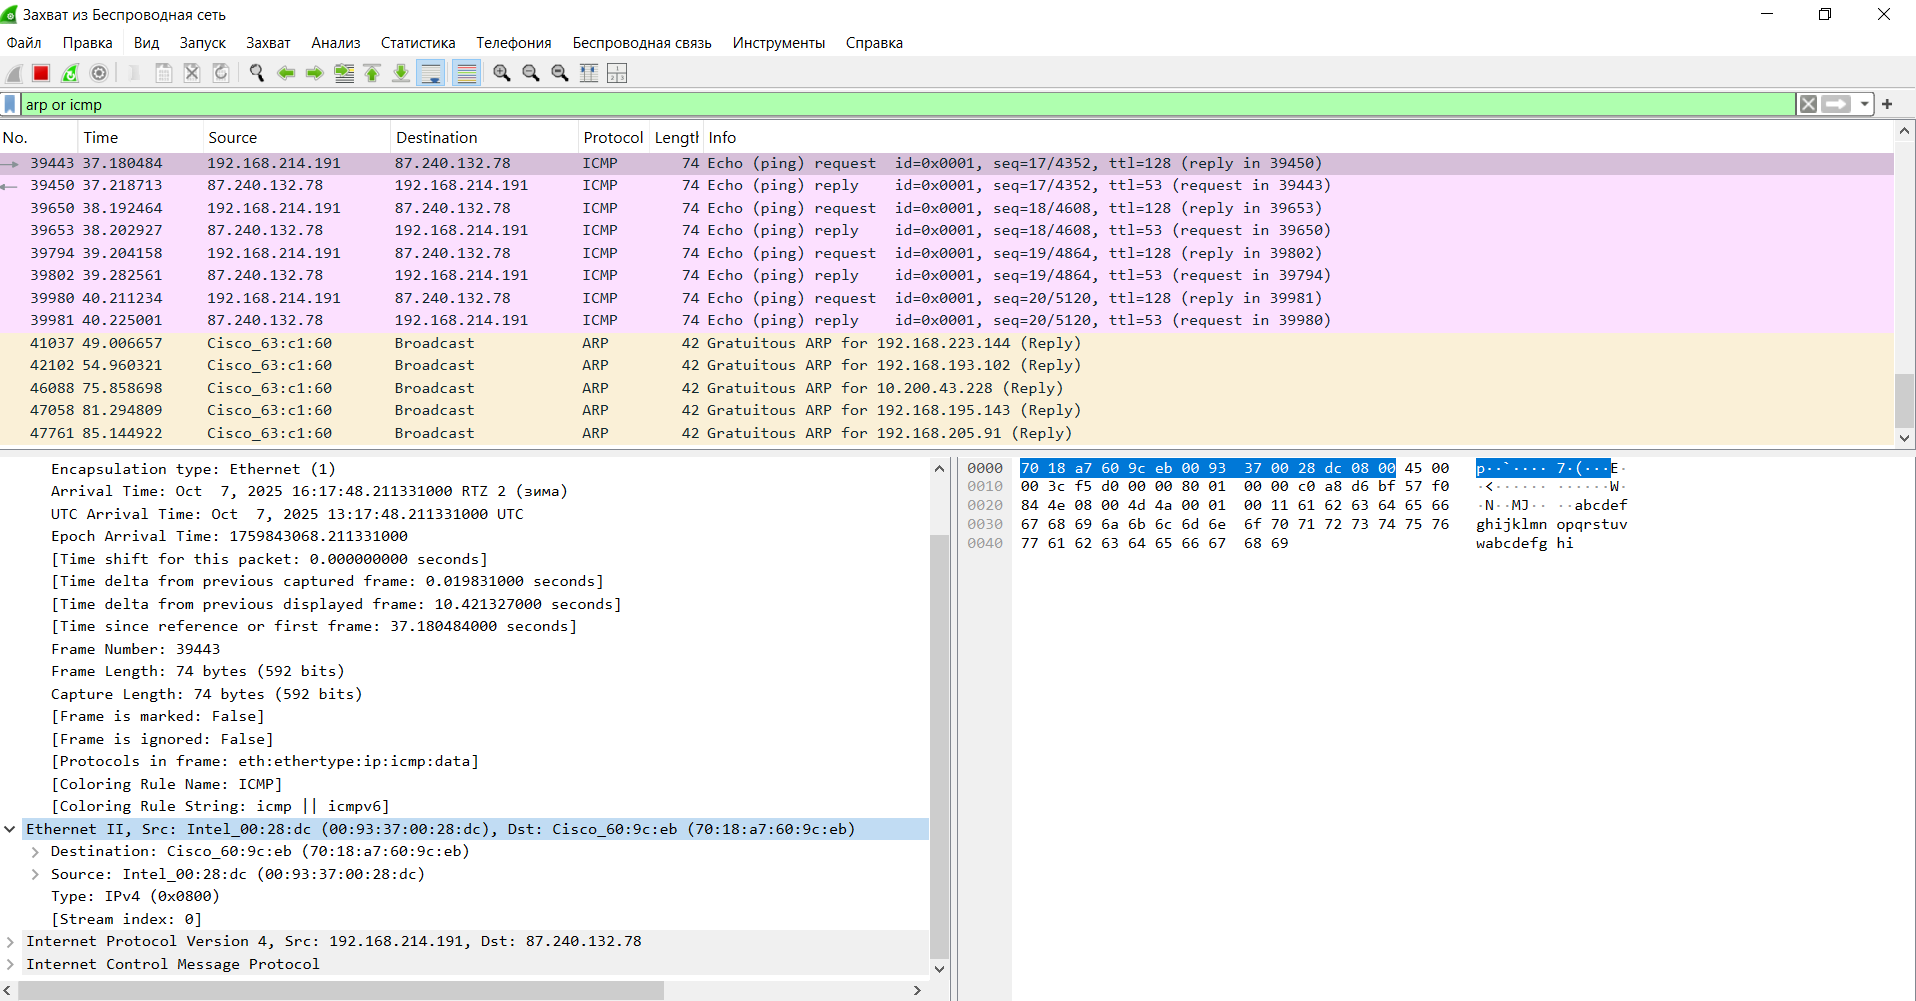 Захват из Беспроводная сеть
Файл Правка Вид Запуск Захват Анализ Статистика Телефония Беспроводная связь Инструменты Справка
arp or icmp
No. Time Source Destination Protocol Length Info
39443 37.180484 192.168.214.191 87.240.132.78 ICMP 74 Echo (ping) request id=0x0001, seq=17/4352, ttl=128 (reply in 39450)
39450 37.218713 87.240.132.78 192.168.214.191 ICMP 74 Echo (ping) reply id=0x0001, seq=17/4352, ttl=53 (request in 39443)
39650 38.192464 192.168.214.191 87.240.132.78 ICMP 74 Echo (ping) request id=0x0001, seq=18/4608, ttl=128 (reply in 39653)
39653 38.202927 87.240.132.78 192.168.214.191 ICMP 74 Echo (ping) reply id=0x0001, seq=18/4608, ttl=53 (request in 39650)
39794 39.204158 192.168.214.191 87.240.132.78 ICMP 74 Echo (ping) request id=0x0001, seq=19/4864, ttl=128 (reply in 39802)
39802 39.282561 87.240.132.78 192.168.214.191 ICMP 74 Echo (ping) reply id=0x0001, seq=19/4864, ttl=53 (request in 39794)
39980 40.211234 192.168.214.191 87.240.132.78 ICMP 74 Echo (ping) request id=0x0001, seq=20/5120, ttl=128 (reply in 39981)
39981 40.225001 87.240.132.78 192.168.214.191 ICMP 74 Echo (ping) reply id=0x0001, seq=20/5120, ttl=53 (request in 39980)
41037 49.006657 Cisco_63:c1:60 Broadcast ARP 42 Gratuitous ARP for 192.168.223.144 (Reply)
42102 54.960321 Cisco_63:c1:60 Broadcast ARP 42 Gratuitous ARP for 192.168.193.102 (Reply)
46088 75.858698 Cisco_63:c1:60 Broadcast ARP 42 Gratuitous ARP for 10.200.43.228 (Reply)
47058 81.294809 Cisco_63:c1:60 Broadcast ARP 42 Gratuitous ARP for 192.168.195.143 (Reply)
47761 85.144922 Cisco_63:c1:60 Broadcast ARP 42 Gratuitous ARP for 192.168.205.91 (Reply)
Encapsulation type: Ethernet (1)
Arrival Time: Oct  7, 2025 16:17:48.211331000 RTZ 2 (зима)
UTC Arrival Time: Oct  7, 2025 13:17:48.211331000 UTC
Epoch Arrival Time: 1759843068.211331000
[Time shift for this packet: 0.000000000 seconds]
[Time delta from previous captured frame: 0.019831000 seconds]
[Time delta from previous displayed frame: 10.421327000 seconds]
[Time since reference or first frame: 37.180484000 seconds]
Frame Number: 39443
Frame Length: 74 bytes (592 bits)
Capture Length: 74 bytes (592 bits)
[Frame is marked: False]
[Frame is ignored: False]
[Protocols in frame: eth:ethertype:ip:icmp:data]
[Coloring Rule Name: ICMP]
[Coloring Rule String: icmp || icmpv6]
Ethernet II, Src: Intel_00:28:dc (00:93:37:00:28:dc), Dst: Cisco_60:9c:eb (70:18:a7:60:9c:eb)
Destination: Cisco_60:9c:eb (70:18:a7:60:9c:eb)
Source: Intel_00:28:dc (00:93:37:00:28:dc)
Type: IPv4 (0x0800)
[Stream index: 0]
Internet Protocol Version 4, Src: 192.168.214.191, Dst: 87.240.132.78
Internet Control Message Protocol
0000 70 18 a7 60 9c eb 00 93 37 00 28 dc 08 00 45 00 p··`···· 7·(···E·
0010 00 3c f5 d0 00 00 80 01 00 00 c0 a8 d6 bf 57 f0 ·<······ ······W·
0020 84 4e 08 00 4d 4a 00 01 00 11 61 62 63 64 65 66 ·N··MJ·· ··abcdef
0030 67 68 69 6a 6b 6c 6d 6e 6f 70 71 72 73 74 75 76 ghijklmn opqrstuv
0040 77 61 62 63 64 65 66 67 68 69 wabcdefg hi